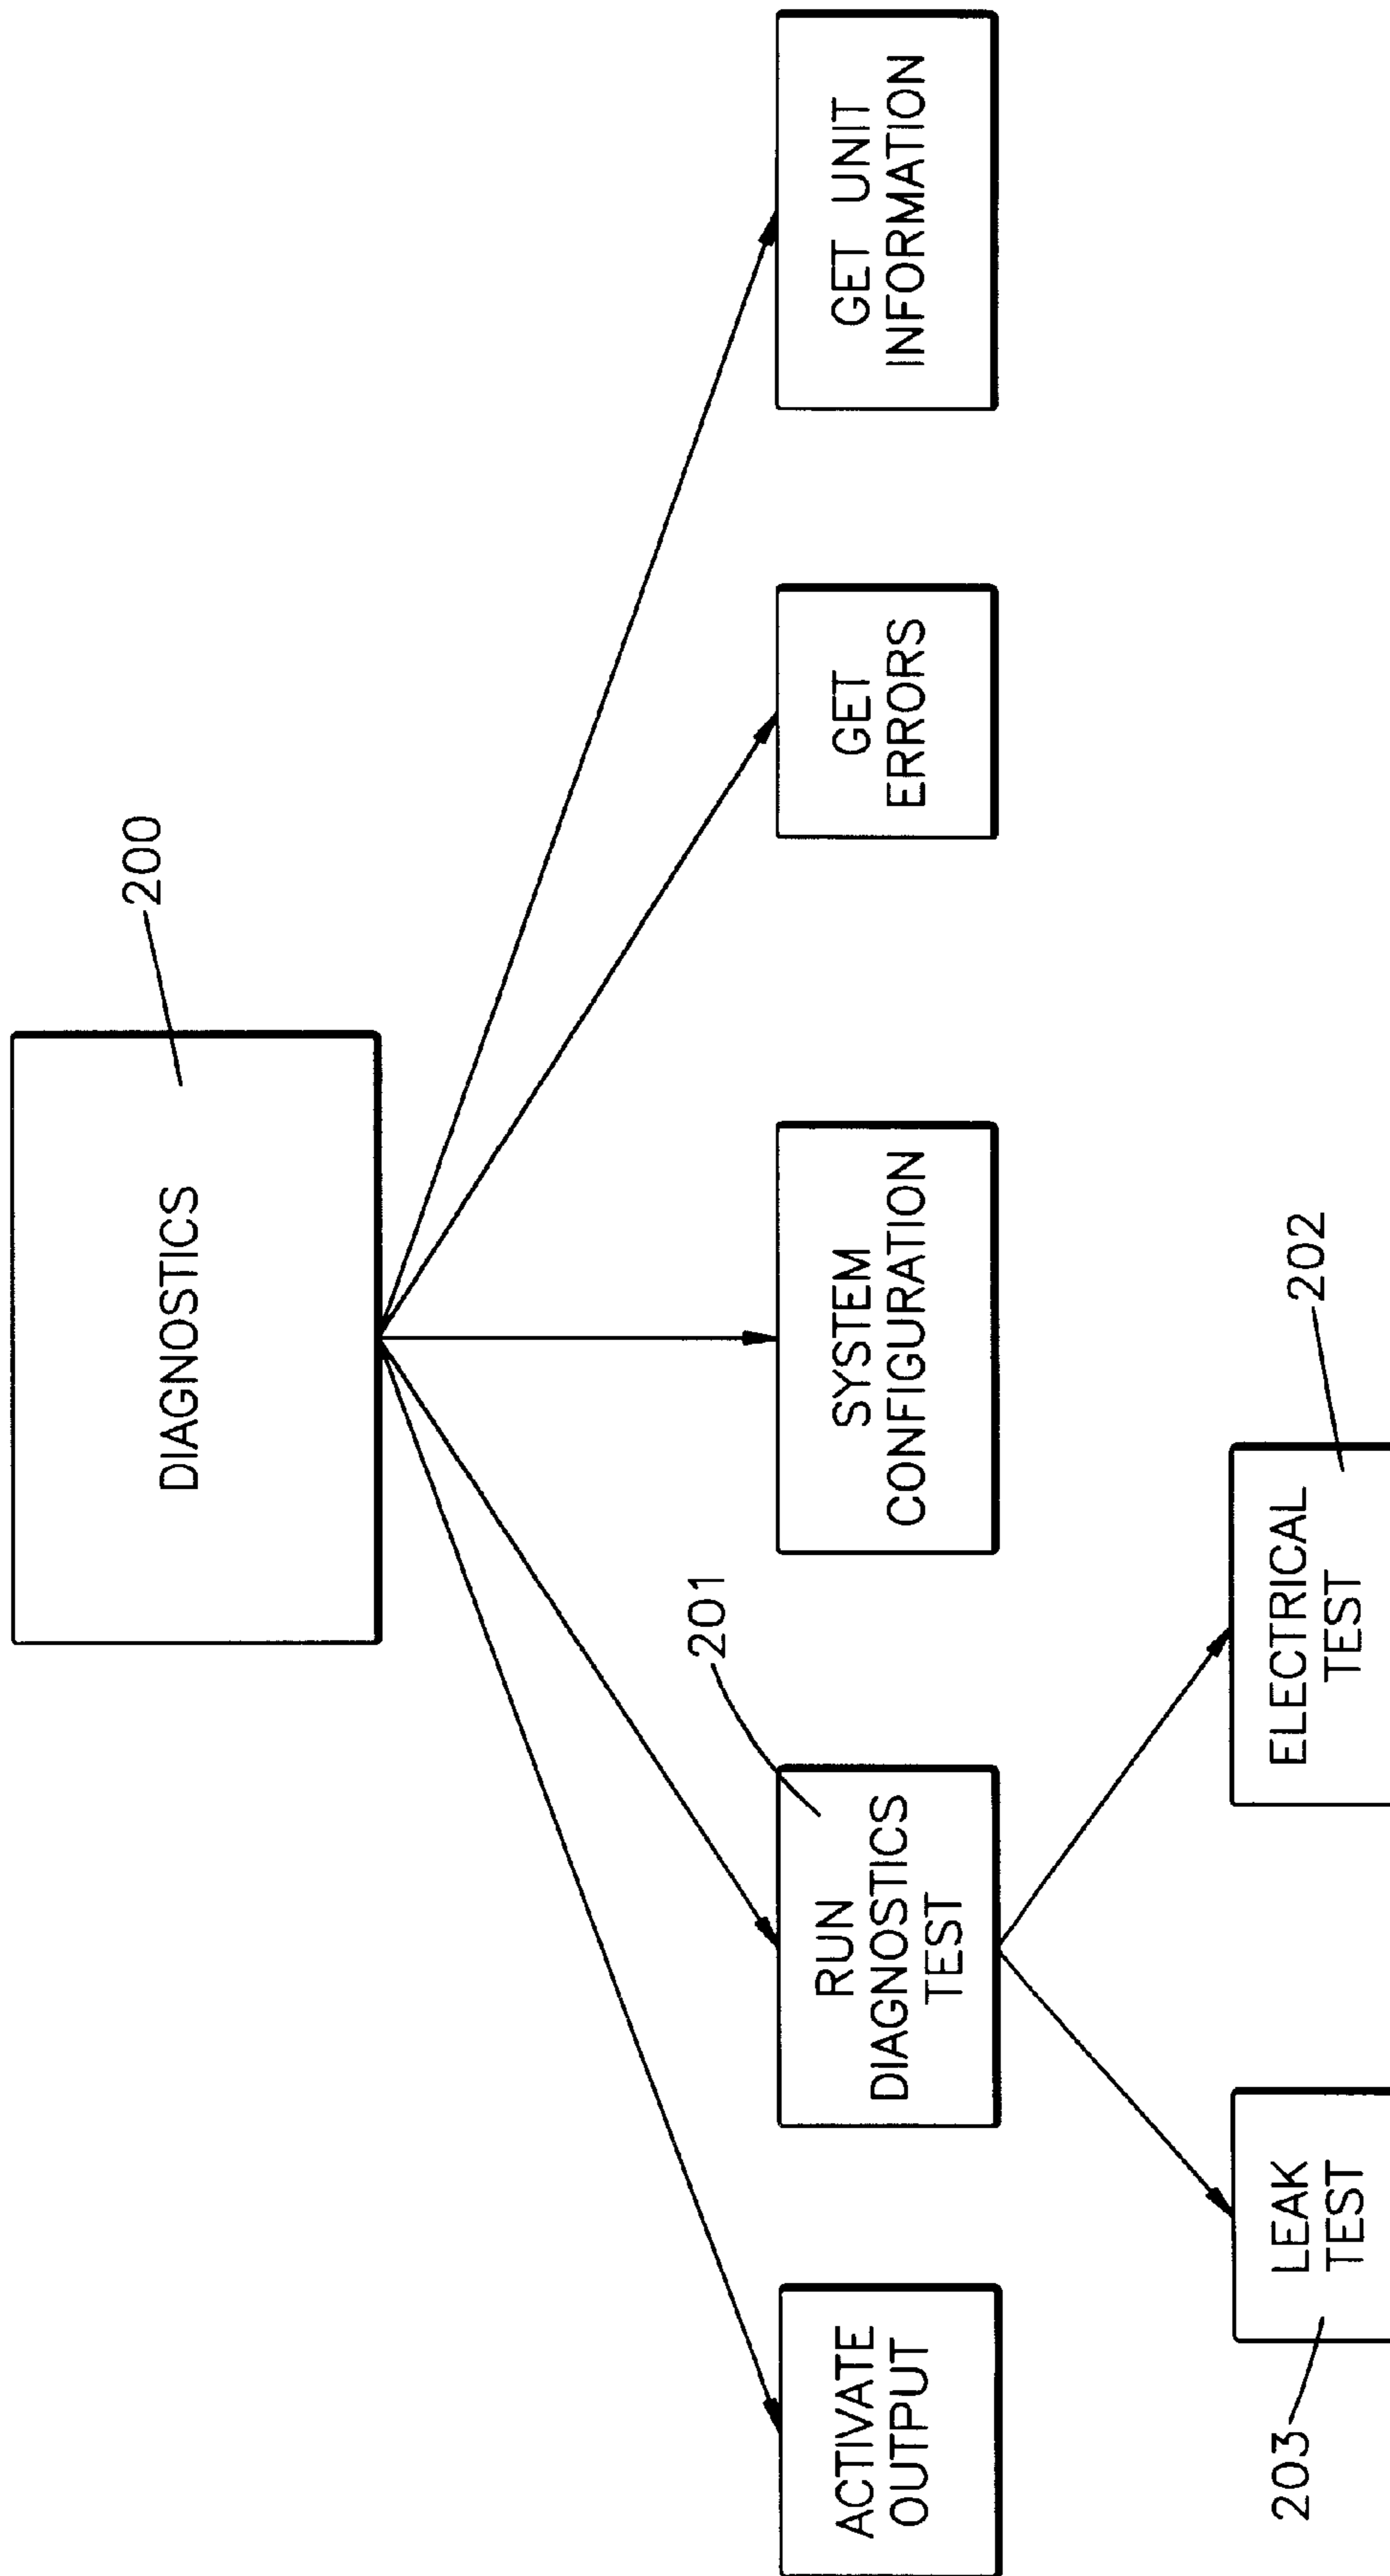 DIAGNOSTICS
200
ACTIVATE
OUTPUT
RUN
DIAGNOSTICS
TEST
201
SYSTEM
CONFIGURATION
GET
ERRORS
GET UNIT
INFORMATION
203
LEAK
TEST
ELECTRICAL
TEST
202